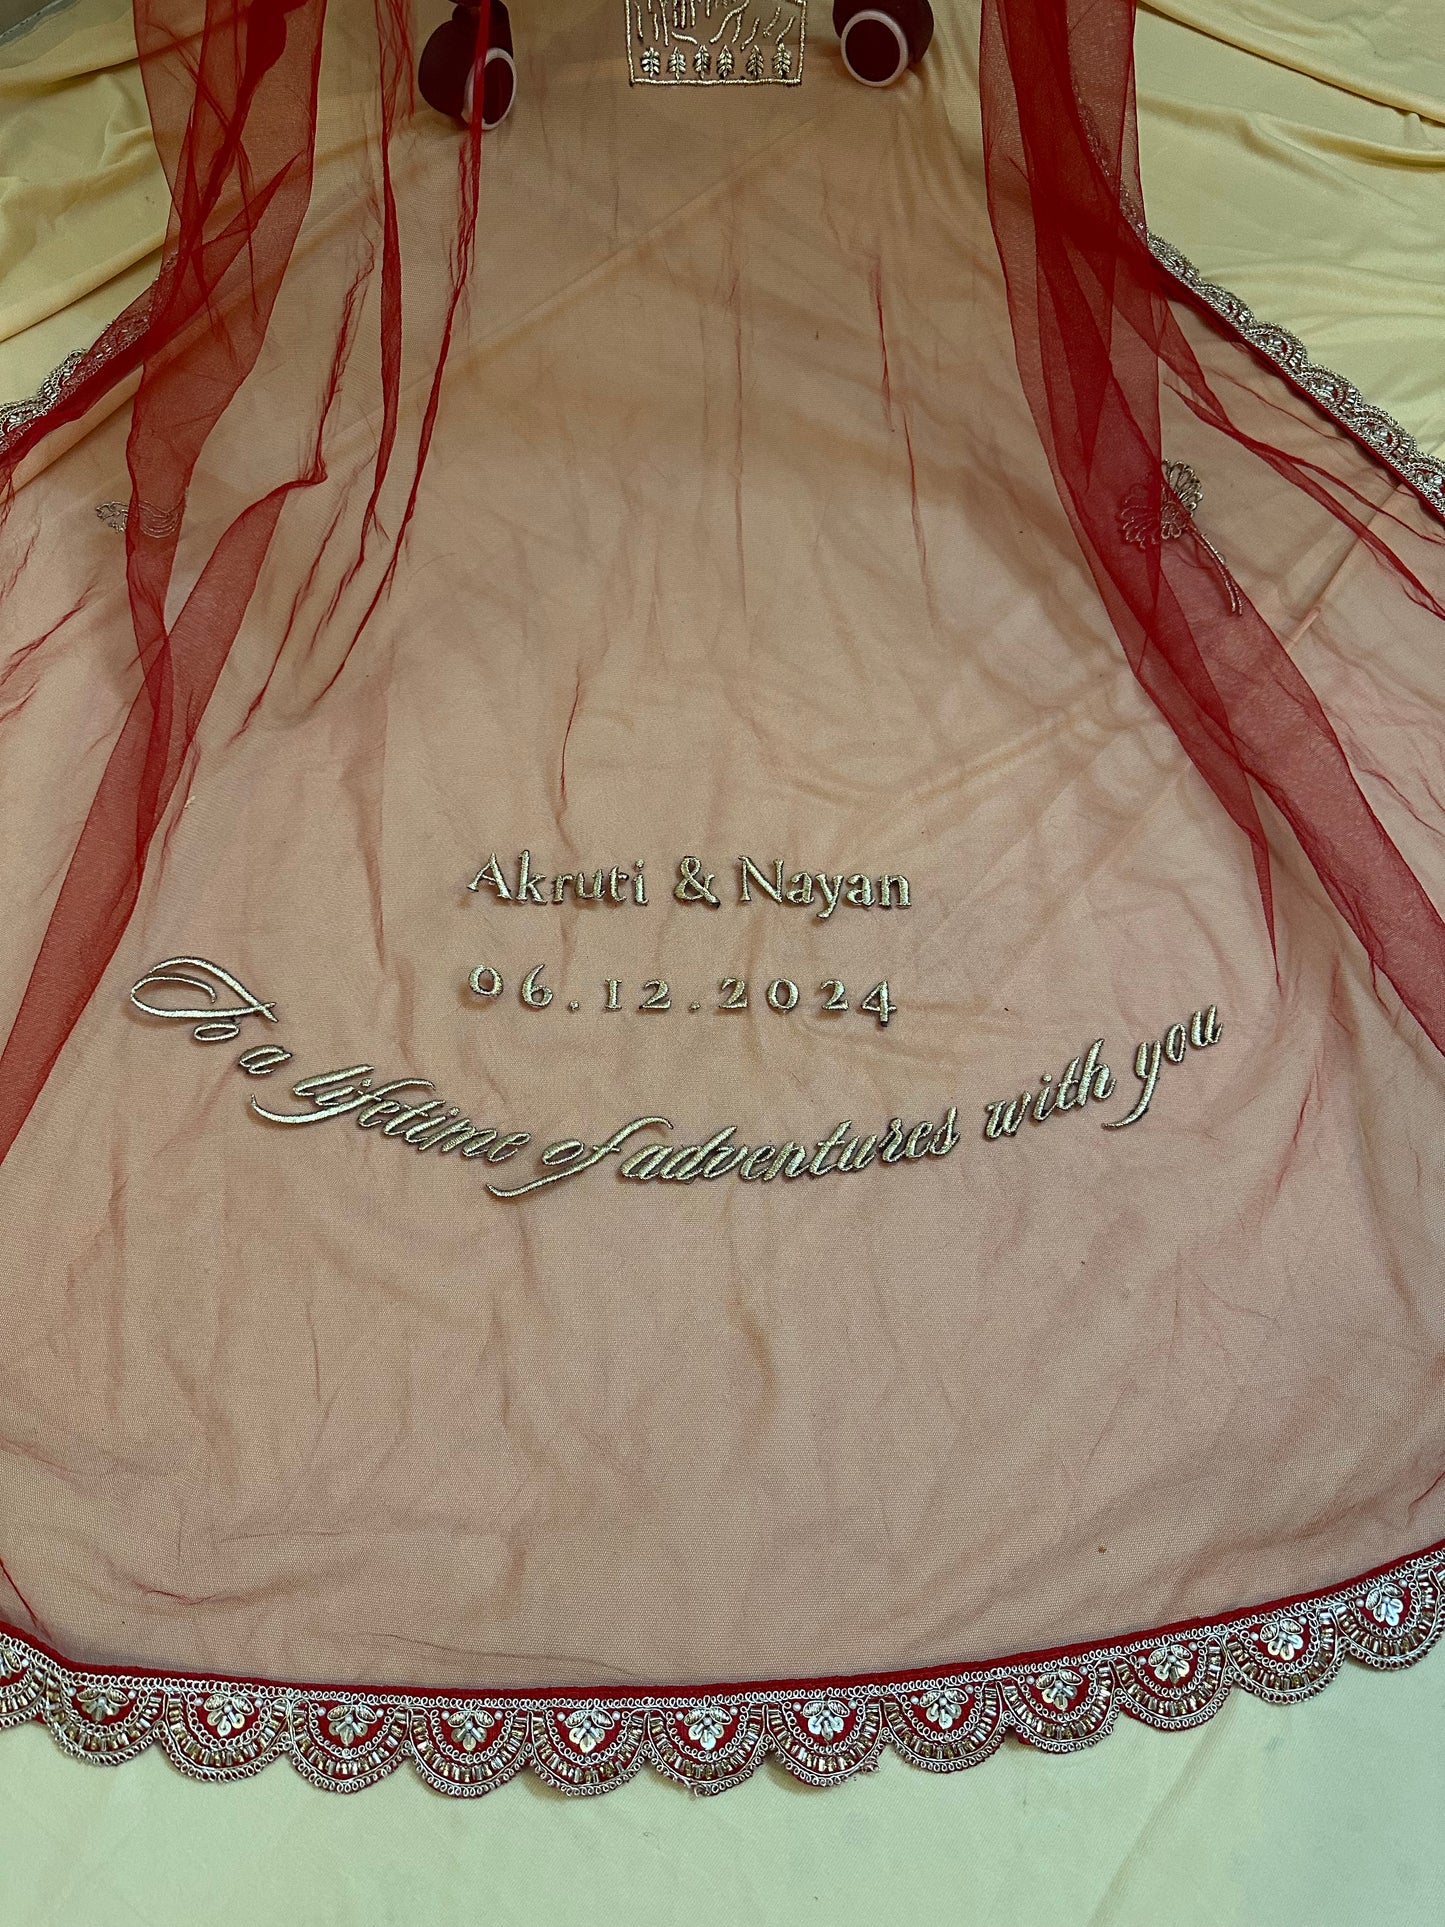 Akruti & Nayan
06.12.2024
To a lifetime of adventures with you